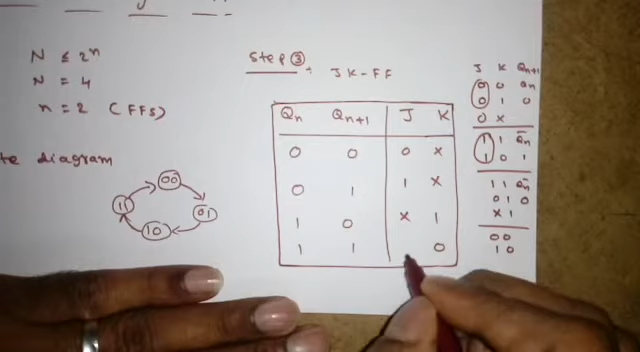 N ≤ 2ⁿ
N = 4
n = 2 (FFS)
te diagram
00
11 01
10
Step ③ :- JK-FF
Qn Qn+1 J K
0 0 0 x
0 1 1 x
1 0 x 1
1 1 0
J K Qn+1
0 0 Qn
0 1 0
0 x
1 1 Q̄n
1 0 1
1 1 Q̄n
0 1 0
x 1
0 0
1 0